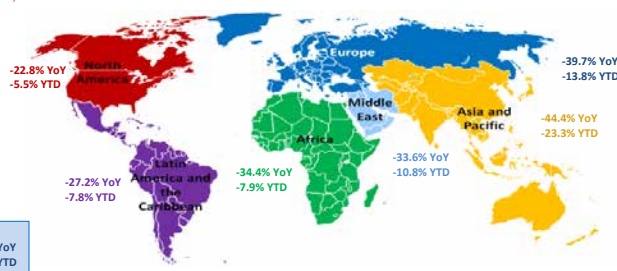 Europe
North
America
-22.8% YoY
-5.5% YTD
-39.7% YoY
-13.8% YTD
Middle
East
Asia and
Pacific
-44.4% YoY
-23.3% YTD
Africa
-33.6% YoY
-10.8% YTD
Latin
America and
the
Caribbean
-34.4% YoY
-7.9% YTD
-27.2% YoY
-7.8% YTD
YoY
YTD